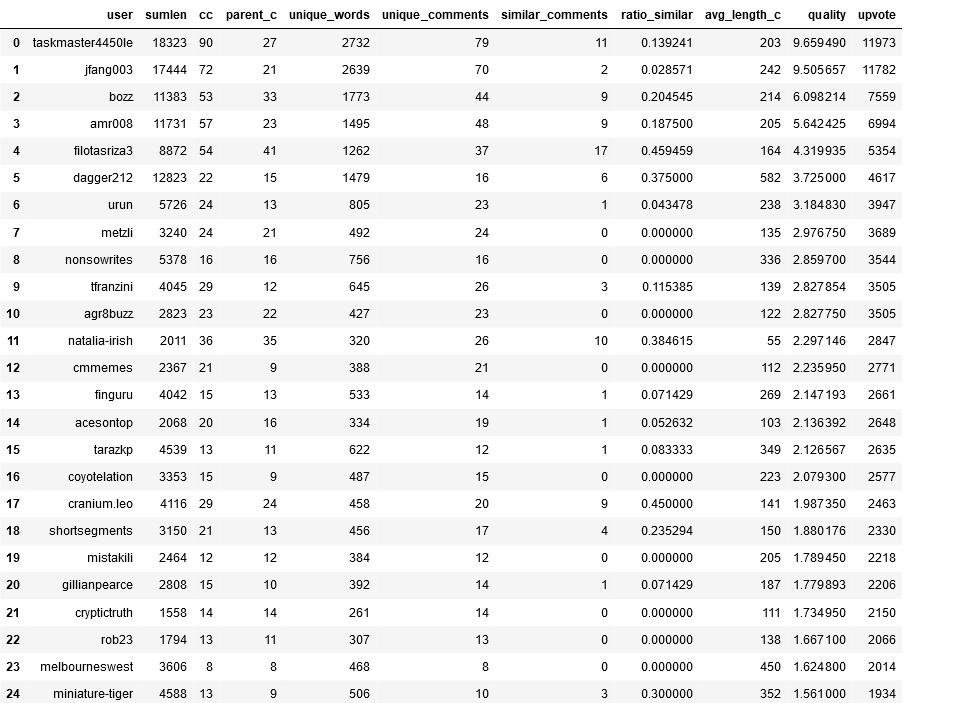 user sumlen cc parent_c unique_words unique_comments similar_comments ratio_similar avg_length_c quality upvote
0 taskmaster4450le 18323 90 27 2732 79 11 0.139241 203 9.659490 11973
1 jfang003 17444 72 21 2639 70 2 0.028571 242 9.505657 11782
2 bozz 11383 53 33 1773 44 9 0.204545 214 6.098214 7559
3 amr008 11731 57 23 1495 48 9 0.187500 205 5.642425 6994
4 filotasriza3 8872 54 41 1262 37 17 0.459459 164 4.319935 5354
5 dagger212 12823 22 15 1479 16 6 0.375000 582 3.725000 4617
6 urun 5726 24 13 805 23 1 0.043478 238 3.184830 3947
7 metzli 3240 24 21 492 24 0 0.000000 135 2.976750 3689
8 nonsowrites 5378 16 16 756 16 0 0.000000 336 2.859700 3544
9 tfranzini 4045 29 12 645 26 3 0.115385 139 2.827854 3505
10 agr8buzz 2823 23 22 427 23 0 0.000000 122 2.827750 3505
11 natalia-irish 2011 36 35 320 26 10 0.384615 55 2.297146 2847
12 cmmemes 2367 21 9 388 21 0 0.000000 112 2.235950 2771
13 finguru 4042 15 13 533 14 1 0.071429 269 2.147193 2661
14 acesontop 2068 20 16 334 19 1 0.052632 103 2.136392 2648
15 tarazkp 4539 13 11 622 12 1 0.083333 349 2.126567 2635
16 coyotelation 3353 15 9 487 15 0 0.000000 223 2.079300 2577
17 cranium.leo 4116 29 24 458 20 9 0.450000 141 1.987350 2463
18 shortsegments 3150 21 13 456 17 4 0.235294 150 1.880176 2330
19 mistakili 2464 12 12 384 12 0 0.000000 205 1.789450 2218
20 gillianpearce 2808 15 10 392 14 1 0.071429 187 1.779893 2206
21 cryptictruth 1558 14 14 261 14 0 0.000000 111 1.734950 2150
22 rob23 1794 13 11 307 13 0 0.000000 138 1.667100 2066
23 melbourneswest 3606 8 8 468 8 0 0.000000 450 1.624800 2014
24 miniature-tiger 4588 13 9 506 10 3 0.300000 352 1.561000 1934